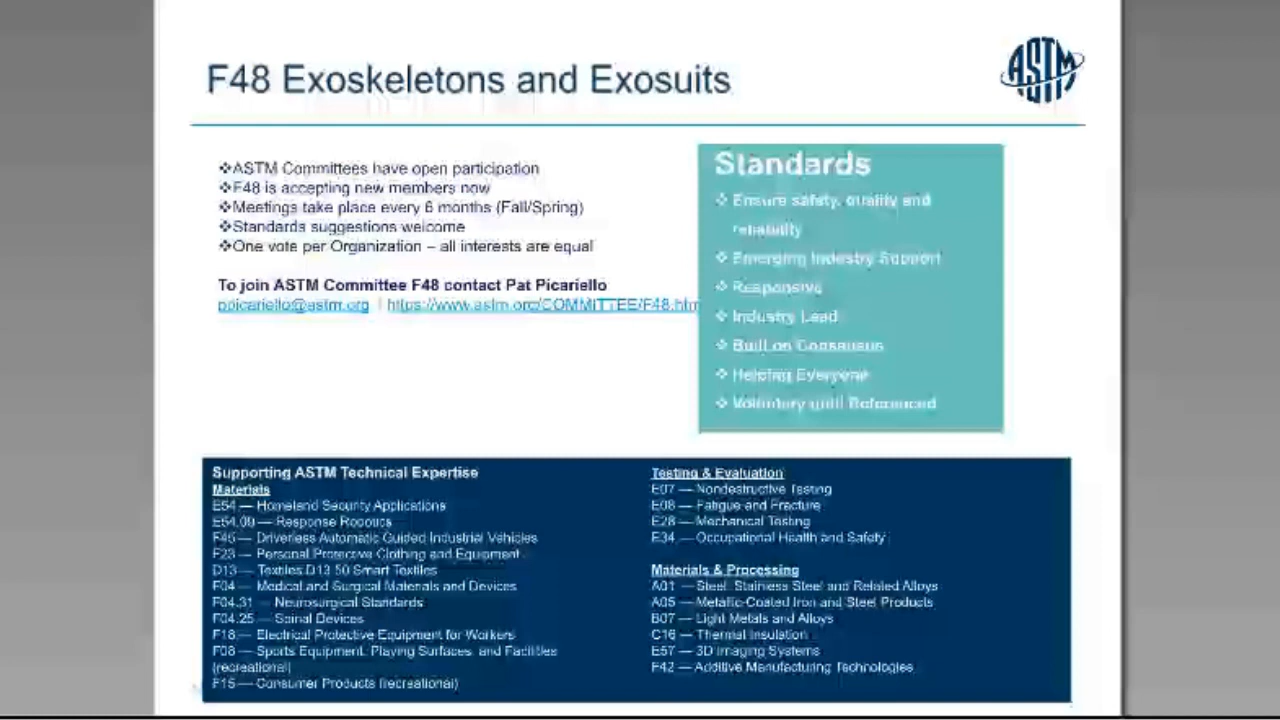 F48 Exoskeletons and Exosuits
ASTM
❖ASTM Committees have open participation
❖F48 is accepting new members now
❖Meetings take place every 6 months (Fall/Spring)
❖Standards suggestions welcome
❖One vote per Organization – all interests are equal
To join ASTM Committee F48 contact Pat Picariello
ppicariello@astm.org | https://www.astm.org/COMMITTEE/F48.htm
Standards
❖ Ensure safety, quality and
reliability
❖ Emerging Industry Support
❖ Responsive
❖ Industry Lead
❖ Built on Consensus
❖ Helping Everyone
❖ Voluntary until Referenced
Supporting ASTM Technical Expertise
Materials
E54 — Homeland Security Applications
E54.09 — Response Robotics
F45 — Driverless Automatic Guided Industrial Vehicles
F23 — Personal Protective Clothing and Equipment
D13 — Textiles D13.50 Smart Textiles
F04 — Medical and Surgical Materials and Devices
F04.31 — Neurosurgical Standards
F04.25 — Spinal Devices
F18 — Electrical Protective Equipment for Workers
F08 — Sports Equipment, Playing Surfaces, and Facilities
(recreational)
F15 — Consumer Products (recreational)
Testing & Evaluation
E07 — Nondestructive Testing
E08 — Fatigue and Fracture
E28 — Mechanical Testing
E34 — Occupational Health and Safety
Materials & Processing
A01 — Steel, Stainless Steel and Related Alloys
A05 — Metallic-Coated Iron and Steel Products
B07 — Light Metals and Alloys
C16 — Thermal Insulation
E57 — 3D Imaging Systems
F42 — Additive Manufacturing Technologies